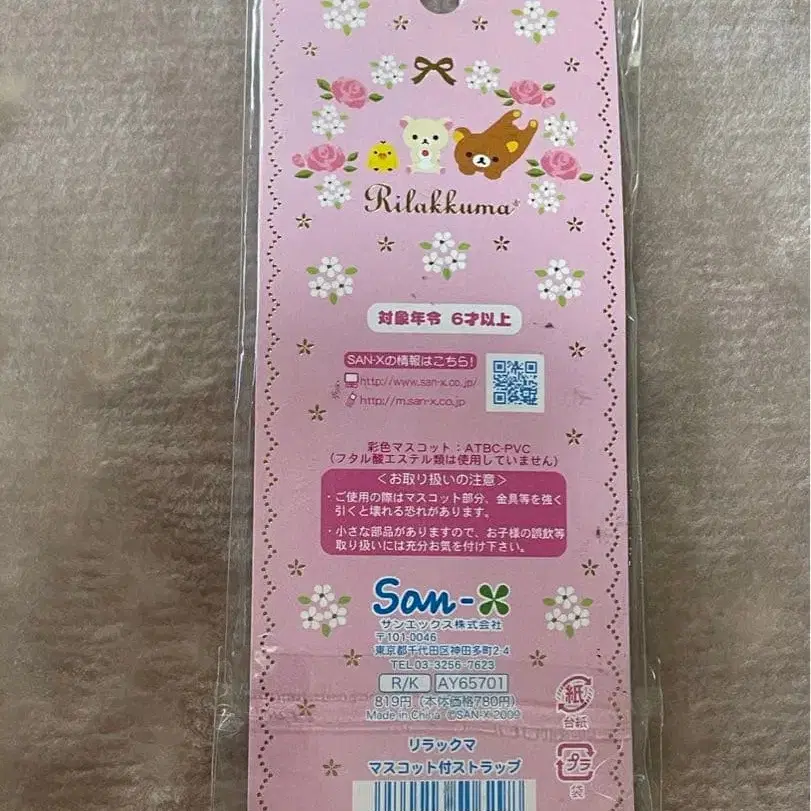 Rilakkuma
対象年令 6才以上
SAN-Xの情報はこちら!
http://www.san-x.co.jp/
http://m.san-x.co.jp
彩色マスコット：ATBC-PVC
(フタル酸エステル類は使用していません)
＜お取り扱いの注意＞
・ご使用の際はマスコット部分、金具等を強く
引くと壊れる恐れがあります。
・小さな部品がありますので、お子様の誤飲等
取り扱いには充分お気を付け下さい。
San-X
サンエックス株式会社
〒101-0046
東京都千代田区神田多町2-4
TEL 03-3256-7623
R/K AY65701
819円 (本体価格780円)
Made in China ©SAN-X 2009
紙
台紙
リラックマ
マスコット付ストラップ
プラ
袋